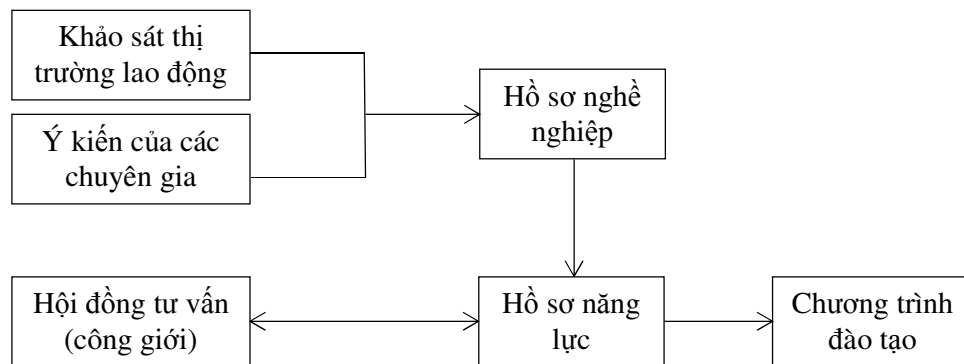 Khảo sát thị
trường lao động
Hồ sơ nghề
nghiệp
Ý kiến của các
chuyên gia
Hội đồng tư vấn
(công giới)
Hồ sơ năng
lực
Chương trình
đào tạo